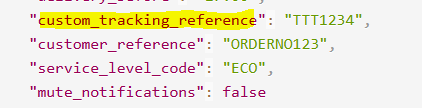 "custom_tracking_reference": "TTT1234",
"customer_reference": "ORDERNO123",
"service_level_code": "ECO",
"mute_notifications": false